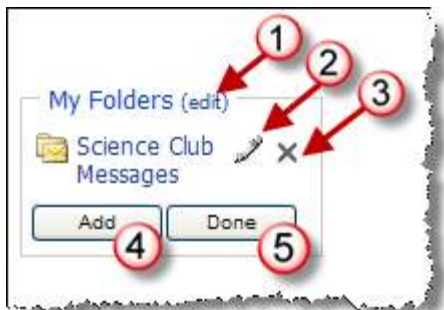 1
2
3
My Folders (edit)
Science Club
Messages
Add
Done
4
5